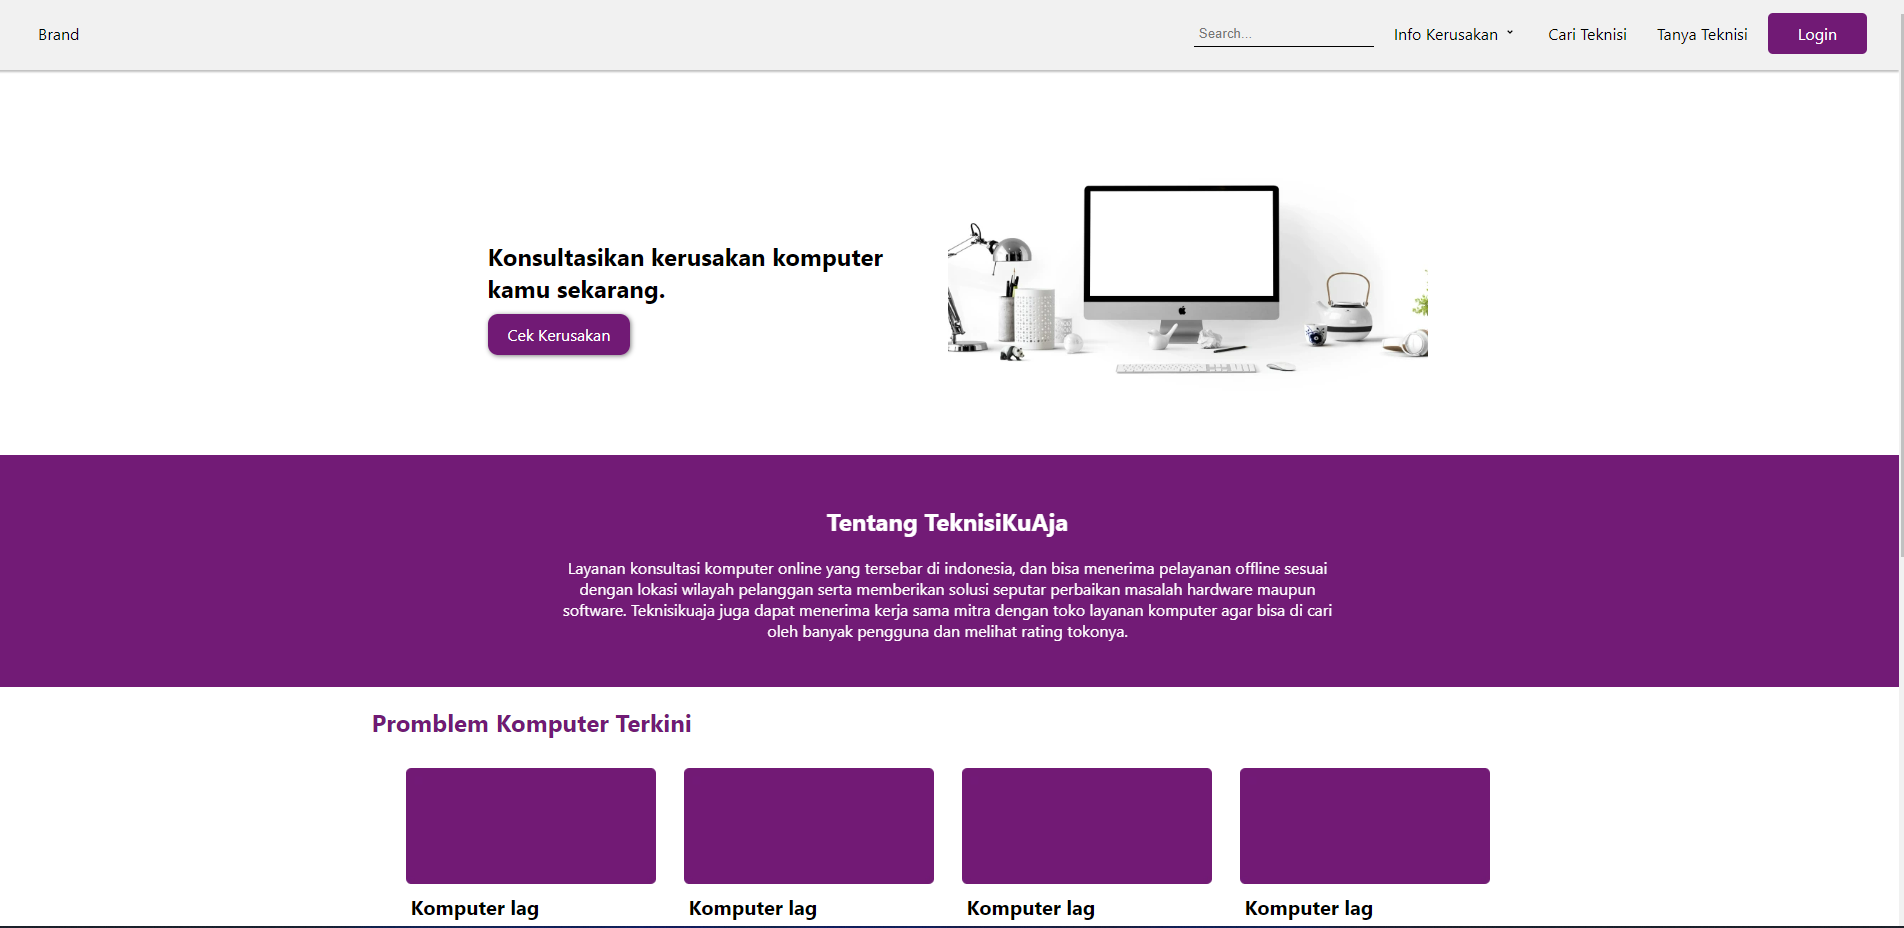 Brand
Search...
Info Kerusakan
Cari Teknisi
Tanya Teknisi
Login
Konsultasikan kerusakan komputer
kamu sekarang.
Cek Kerusakan
Tentang TeknisiKuAja
Layanan konsultasi komputer online yang tersebar di indonesia, dan bisa menerima pelayanan offline sesuai
dengan lokasi wilayah pelanggan serta memberikan solusi seputar perbaikan masalah hardware maupun
software. Teknisikuaja juga dapat menerima kerja sama mitra dengan toko layanan komputer agar bisa di cari
oleh banyak pengguna dan melihat rating tokonya.
Promblem Komputer Terkini
Komputer lag
Komputer lag
Komputer lag
Komputer lag